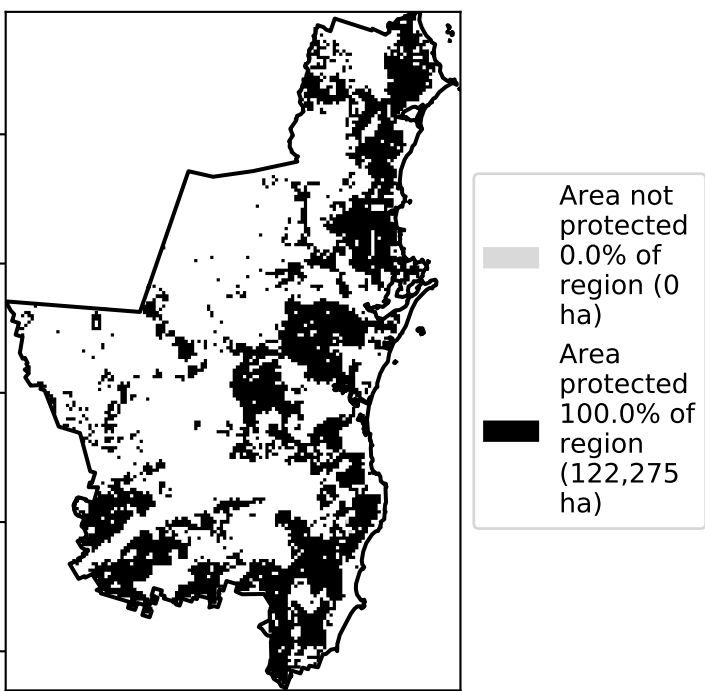 Area not
protected
0.0% of
region (0
ha)
Area
protected
100.0% of
region
(122,275
ha)